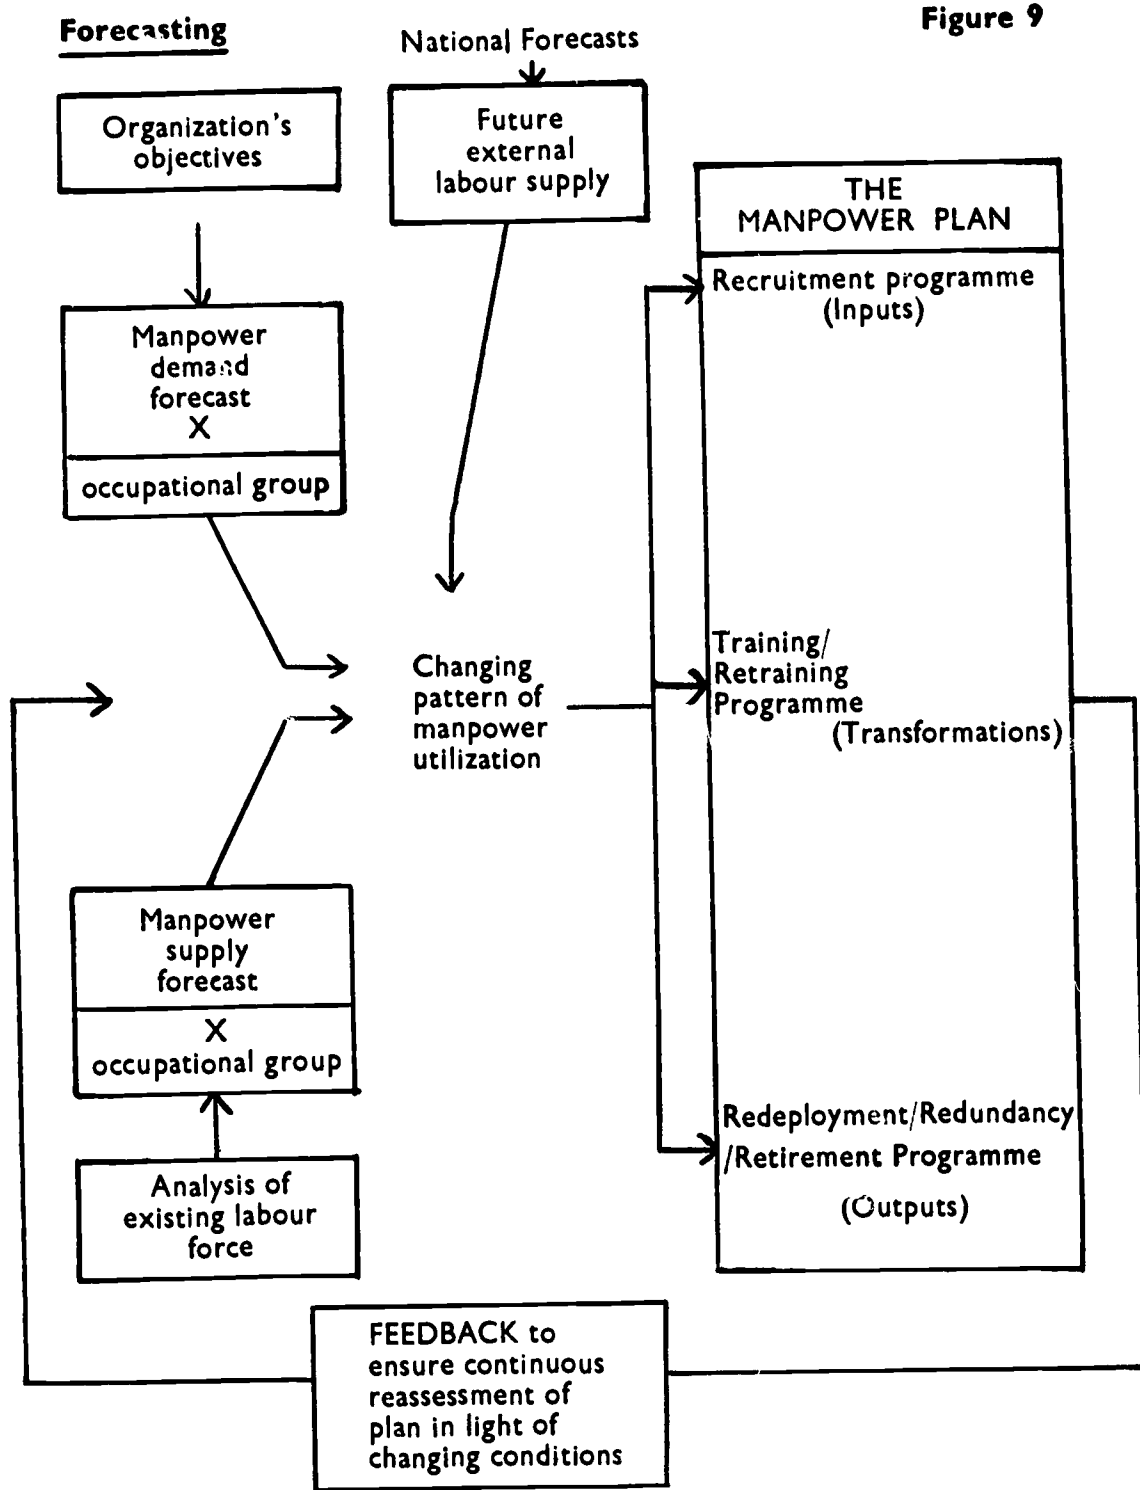 Forecasting
Figure 9
National Forecasts
Organization's
objectives
Future
external
labour supply
THE
MANPOWER PLAN
Recruitment programme
(Inputs)
Manpower
demand
forecast
X
occupational group
Changing
pattern of
manpower
utilization
Training/
Retraining
Programme
(Transformations)
Manpower
supply
forecast
X
occupational group
Analysis of
existing labour
force
Redeployment/Redundancy
/Retirement Programme
(Outputs)
FEEDBACK to
ensure continuous
reassessment of
plan in light of
changing conditions